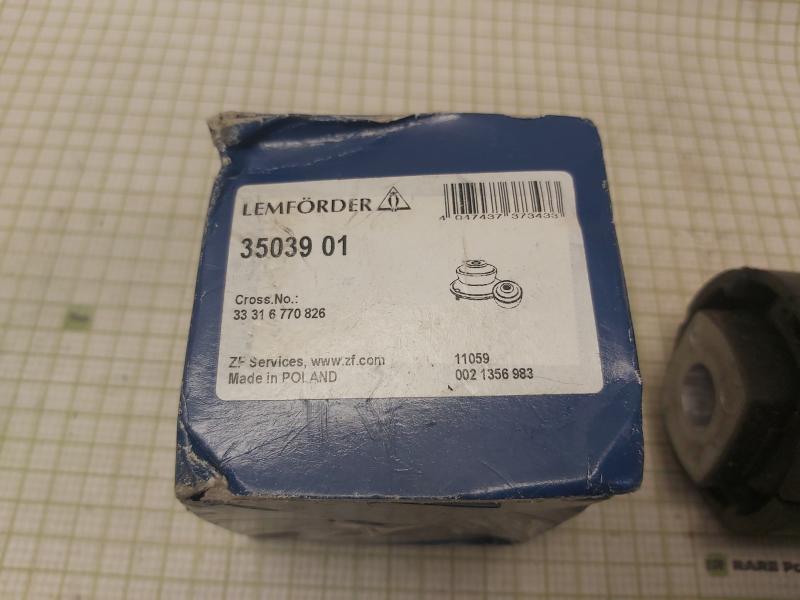 LEMFÖRDER
4 047437 373433
35039 01
Cross.No.:
33 31 6 770 826
ZF Services, www.zf.com
11059
Made in POLAND
002 1356 983
RARE